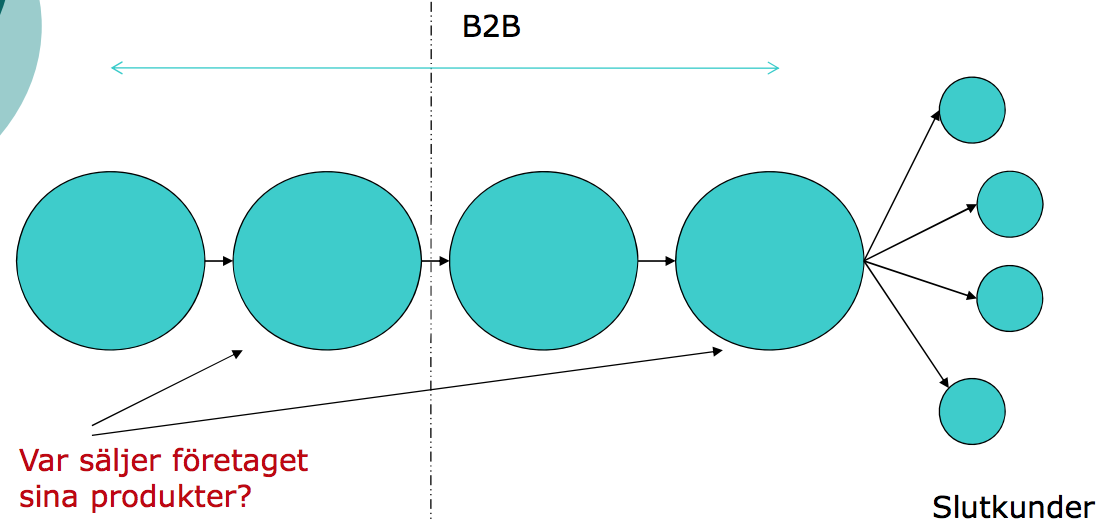 B2B
Var säljer företaget
sina produkter?
Slutkunder